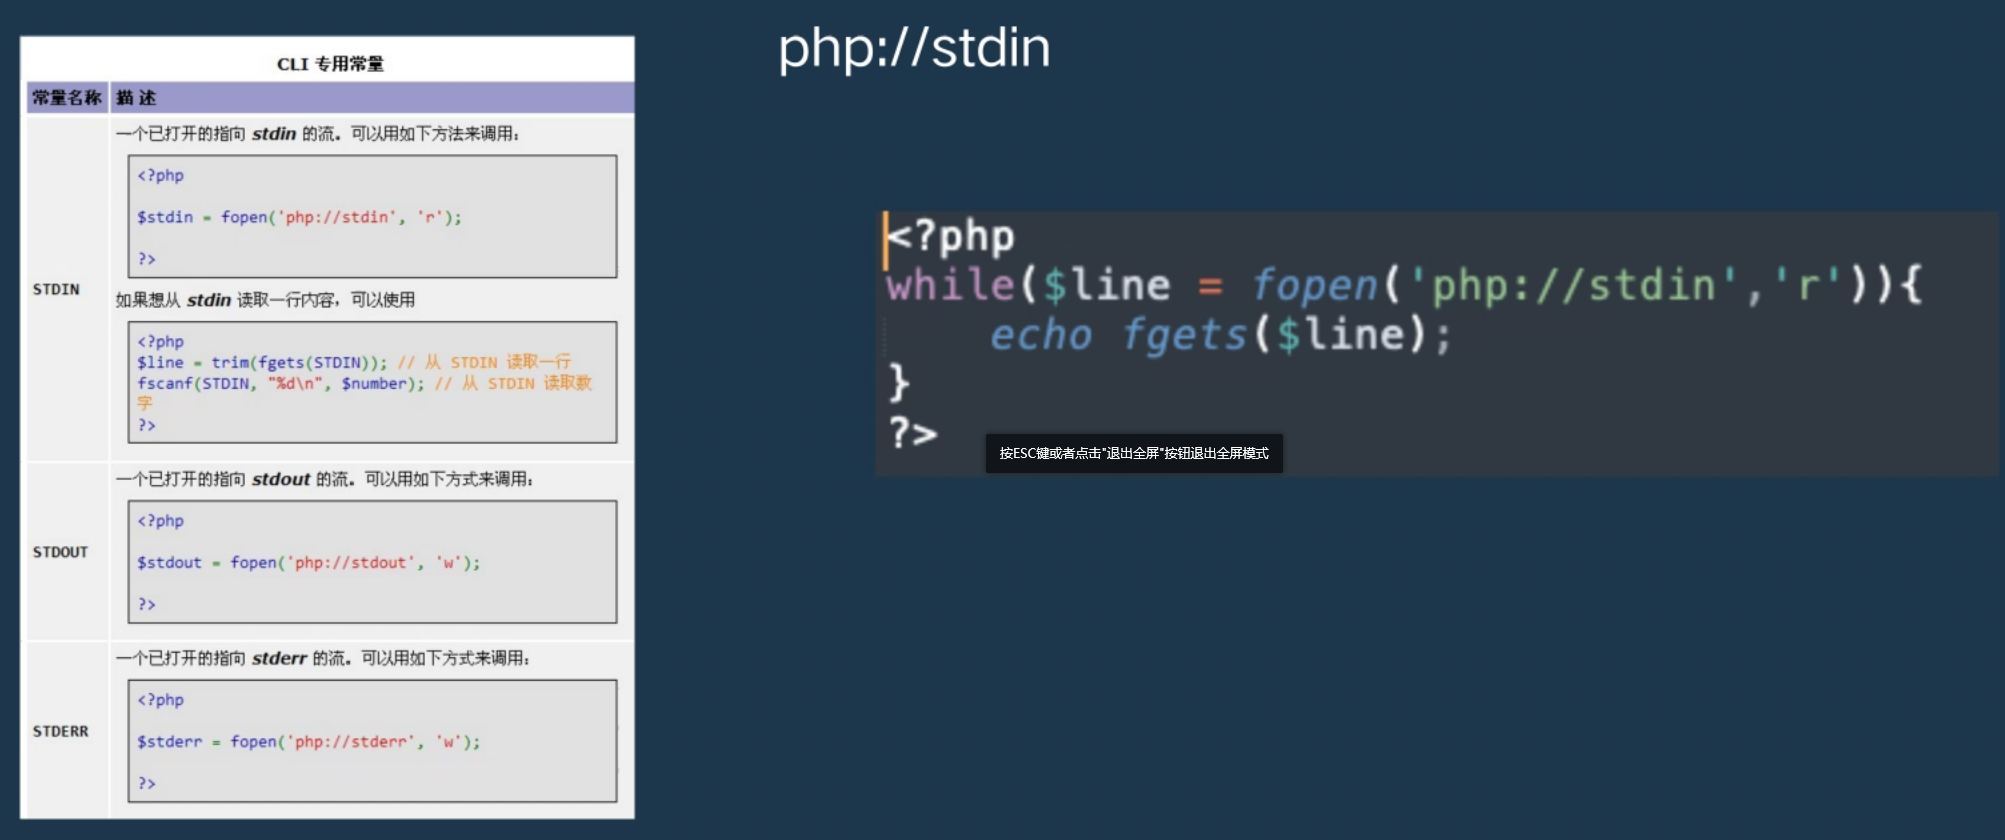 CLI 专用常量
常量名称 描 述
STDIN
一个已打开的指向 stdin 的流。可以用如下方法来调用：
<?php
$stdin = fopen('php://stdin', 'r');
?>
如果想从 stdin 读取一行内容，可以使用
<?php
$line = trim(fgets(STDIN)); // 从 STDIN 读取一行
fscanf(STDIN, "%d\n", $number); // 从 STDIN 读取数
字
?>
STDOUT
一个已打开的指向 stdout 的流。可以用如下方式来调用：
<?php
$stdout = fopen('php://stdout', 'w');
?>
STDERR
一个已打开的指向 stderr 的流。可以用如下方式来调用：
<?php
$stderr = fopen('php://stderr', 'w');
?>
php://stdin
<?php
while($line = fopen('php://stdin','r')){
    echo fgets($line);
}
?>
按ESC键或者点击"退出全屏"按钮退出全屏模式